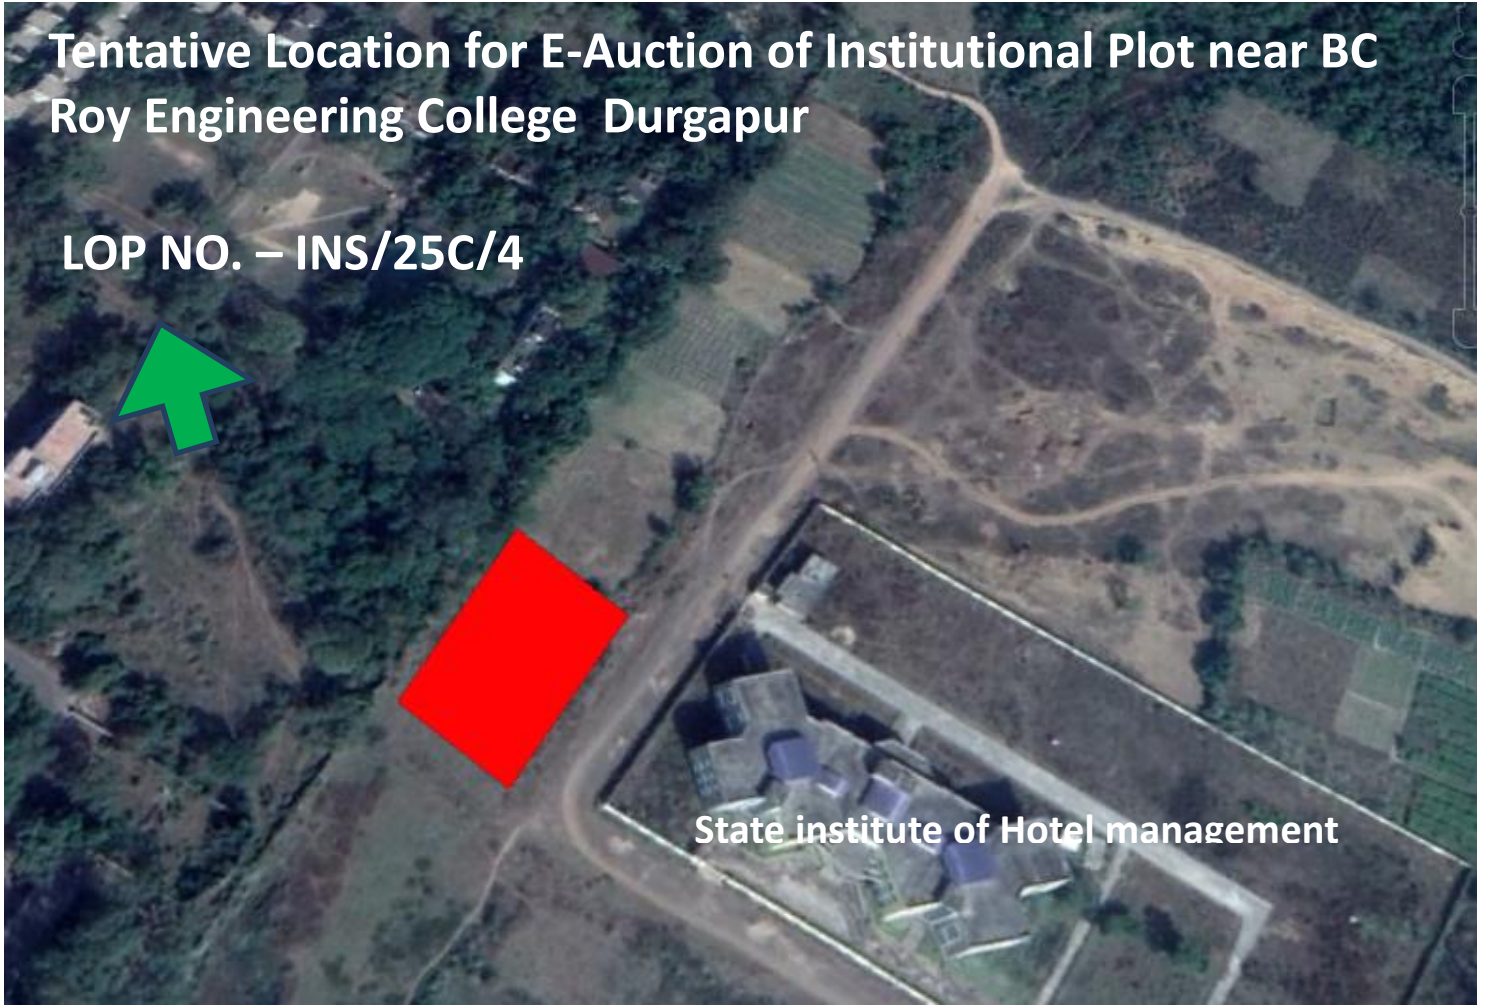 Tentative Location for E-Auction of Institutional Plot near BC
Roy Engineering College  Durgapur
LOP NO. – INS/25C/4
State institute of Hotel management